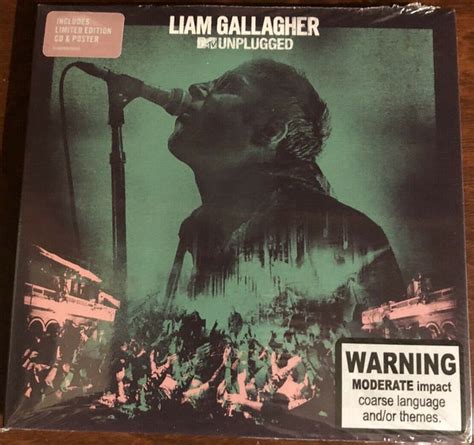 INCLUDES
LIMITED EDITION
CD & POSTER
LIAM GALLAGHER
MTV UNPLUGGED
WARNING
MODERATE impact
coarse language
and/or themes.